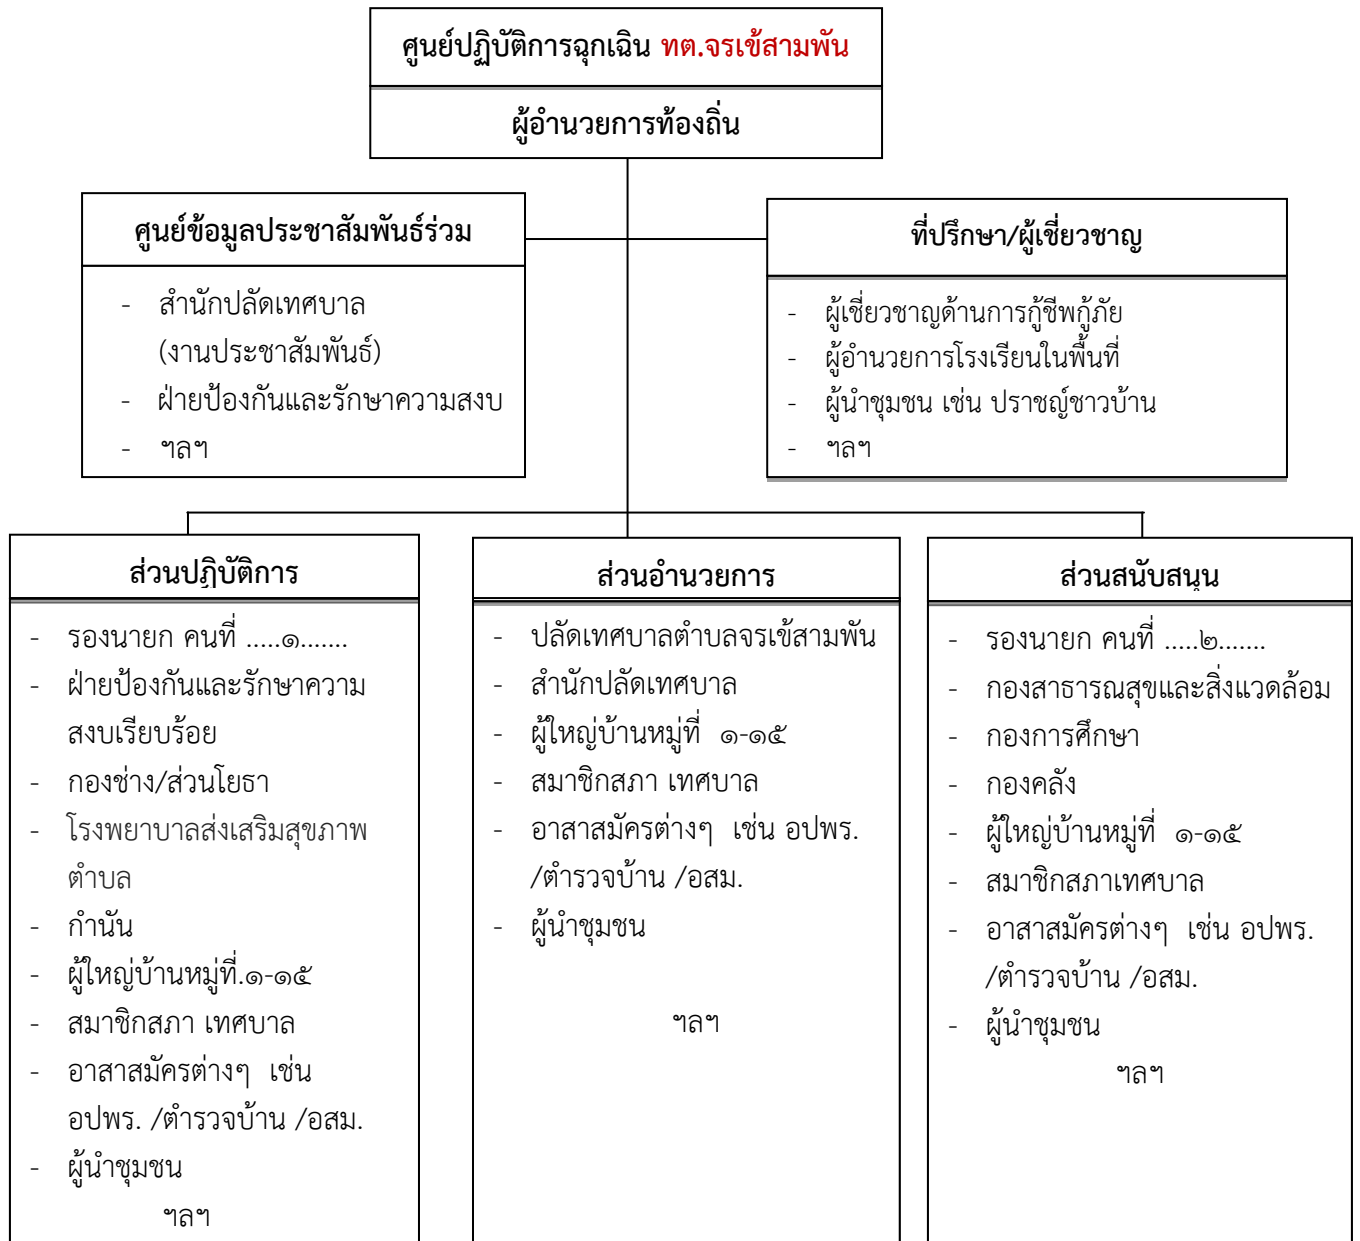 ศูนย์ปฏิบัติการฉุกเฉิน ทต.จรเข้สามพัน
ผู้อำนวยการท้องถิ่น
ศูนย์ข้อมูลประชาสัมพันธ์ร่วม
- สำนักปลัดเทศบาล
(งานประชาสัมพันธ์)
- ฝ่ายป้องกันและรักษาความสงบ
- ฯลฯ
ที่ปรึกษา/ผู้เชี่ยวชาญ
- ผู้เชี่ยวชาญด้านการกู้ชีพกู้ภัย
- ผู้อำนวยการโรงเรียนในพื้นที่
- ผู้นำชุมชน เช่น ปราชญ์ชาวบ้าน
- ฯลฯ
ส่วนปฏิบัติการ
- รองนายก คนที่ .....๑.......
- ฝ่ายป้องกันและรักษาความ
สงบเรียบร้อย
- กองช่าง/ส่วนโยธา
- โรงพยาบาลส่งเสริมสุขภาพ
ตำบล
- กำนัน
- ผู้ใหญ่บ้านหมู่ที่.๑-๑๕
- สมาชิกสภา เทศบาล
- อาสาสมัครต่างๆ เช่น
อปพร. /ตำรวจบ้าน /อสม.
- ผู้นำชุมชน
ฯลฯ
ส่วนอำนวยการ
- ปลัดเทศบาลตำบลจรเข้สามพัน
- สำนักปลัดเทศบาล
- ผู้ใหญ่บ้านหมู่ที่ ๑-๑๕
- สมาชิกสภา เทศบาล
- อาสาสมัครต่างๆ เช่น อปพร.
/ตำรวจบ้าน /อสม.
- ผู้นำชุมชน
ฯลฯ
ส่วนสนับสนุน
- รองนายก คนที่ .....๒.......
- กองสาธารณสุขและสิ่งแวดล้อม
- กองการศึกษา
- กองคลัง
- ผู้ใหญ่บ้านหมู่ที่ ๑-๑๕
- สมาชิกสภาเทศบาล
- อาสาสมัครต่างๆ เช่น อปพร.
/ตำรวจบ้าน /อสม.
- ผู้นำชุมชน
ฯลฯ